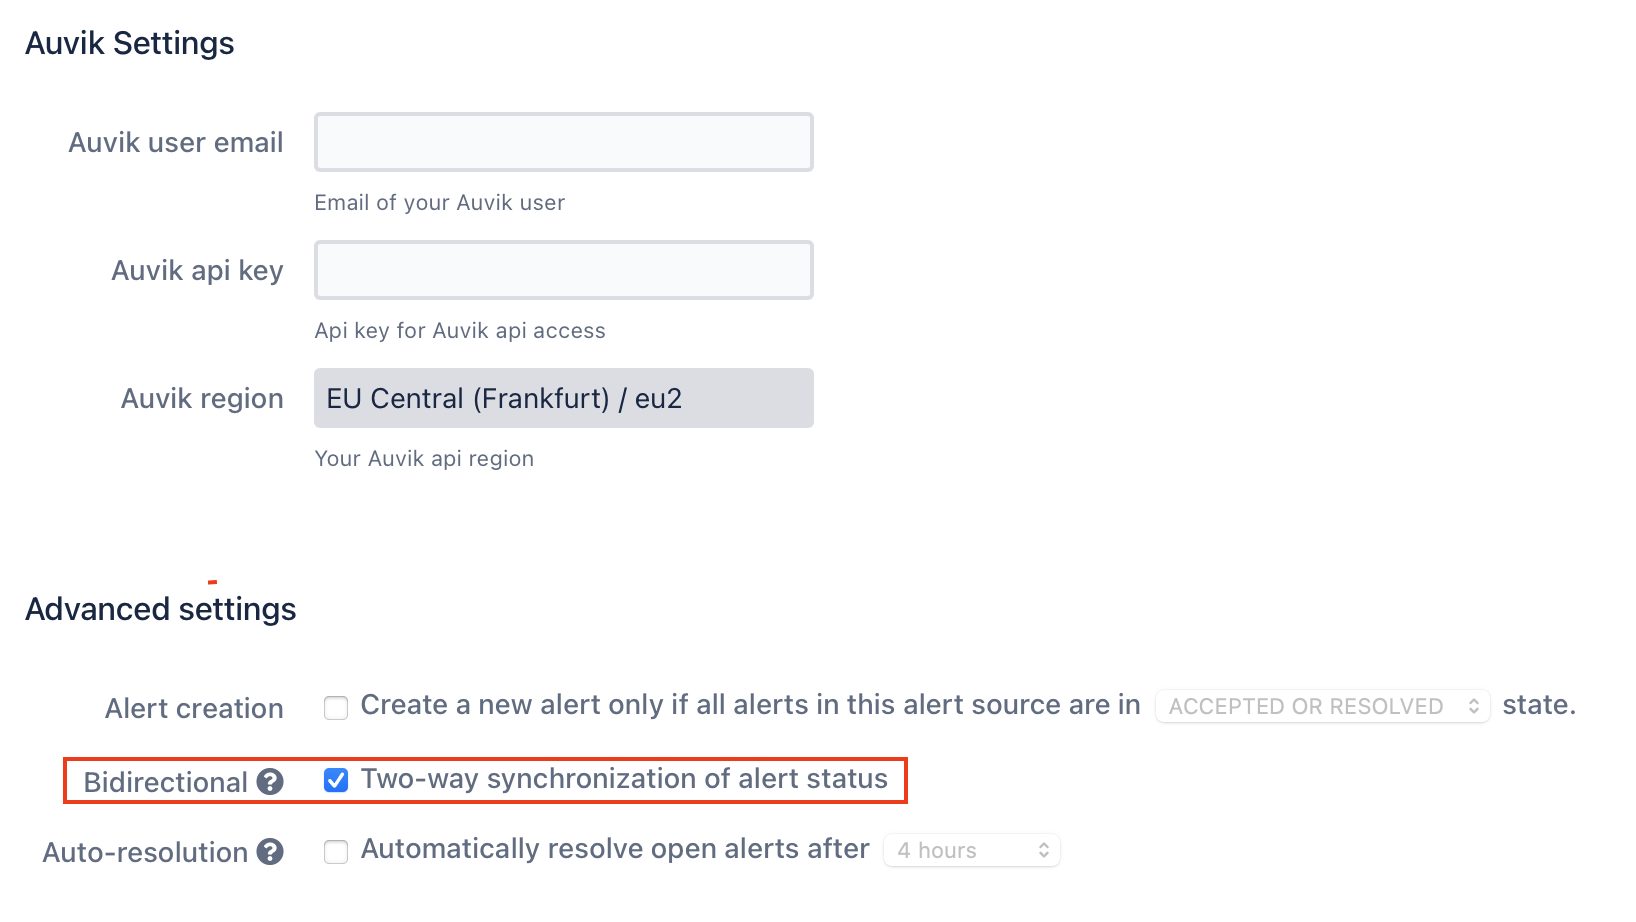 Auvik Settings
Auvik user email
Email of your Auvik user
Auvik api key
Api key for Auvik api access
Auvik region EU Central (Frankfurt) / eu2
Your Auvik api region
Advanced settings
Alert creation Create a new alert only if all alerts in this alert source are in ACCEPTED OR RESOLVED state.
Bidirectional ? Two-way synchronization of alert status
Auto-resolution ? Automatically resolve open alerts after 4 hours